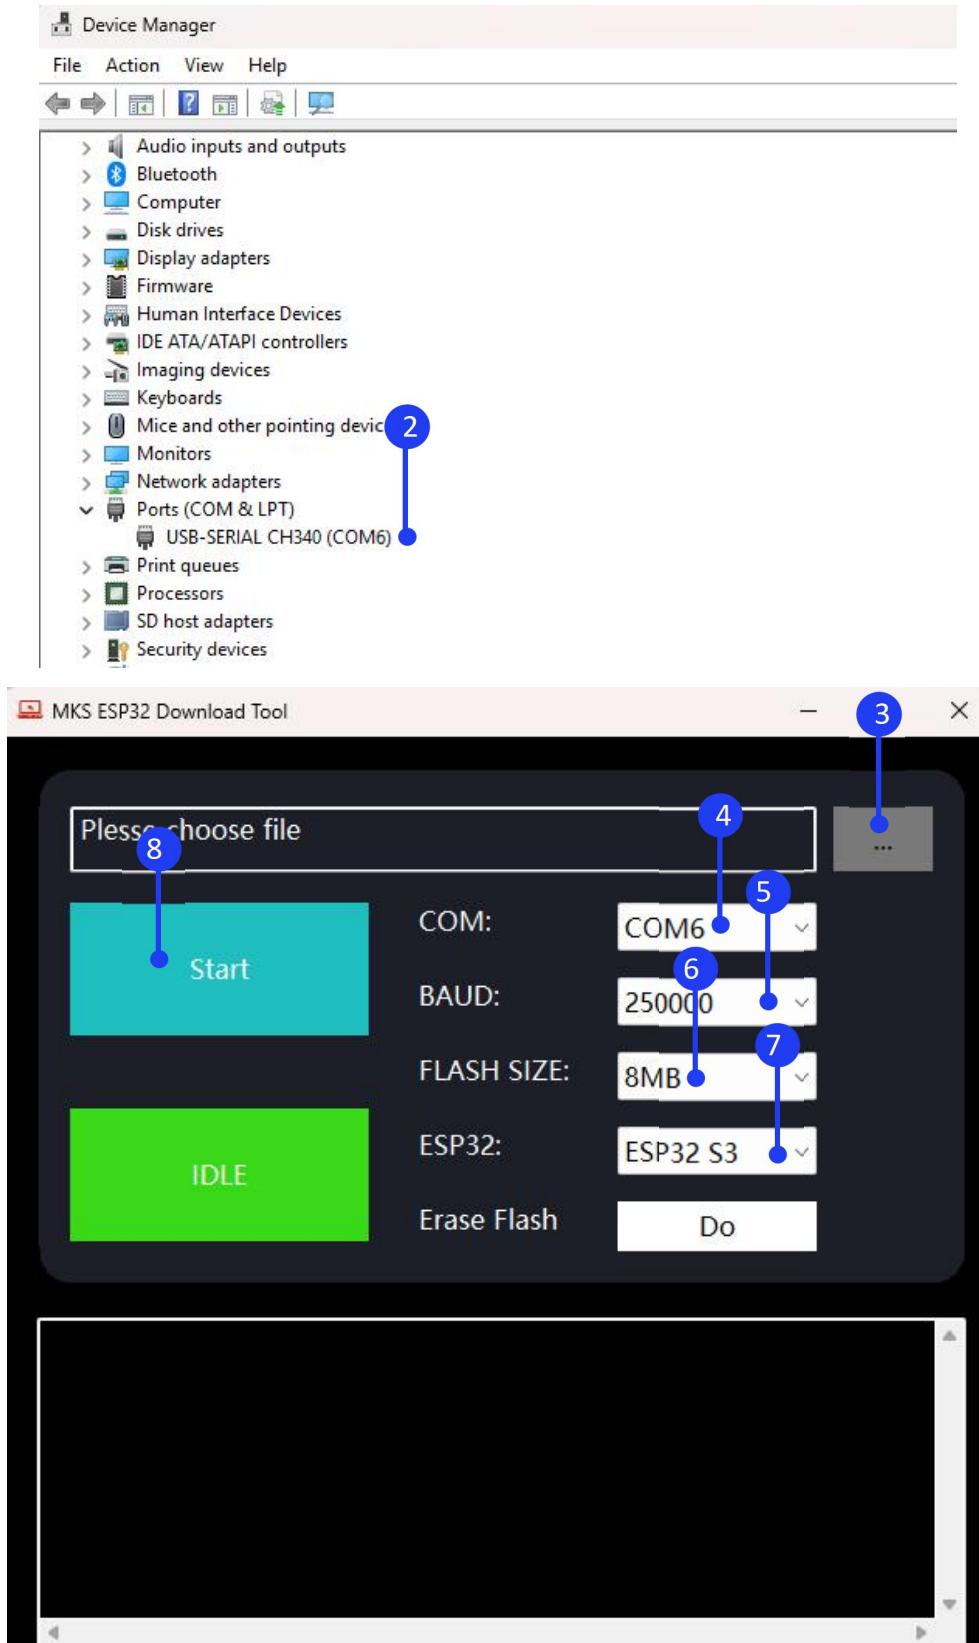 Device Manager
File Action View Help
Audio inputs and outputs
Bluetooth
Computer
Disk drives
Display adapters
Firmware
Human Interface Devices
IDE ATA/ATAPI controllers
Imaging devices
Keyboards
Mice and other pointing devic
2
Monitors
Network adapters
Ports (COM & LPT)
USB-SERIAL CH340 (COM6)
Print queues
Processors
SD host adapters
Security devices
MKS ESP32 Download Tool
3
Plesse choose file
4
...
8
5
COM:
COM6
Start
6
BAUD:
250000
7
FLASH SIZE:
8MB
ESP32:
ESP32 S3
IDLE
Erase Flash
Do